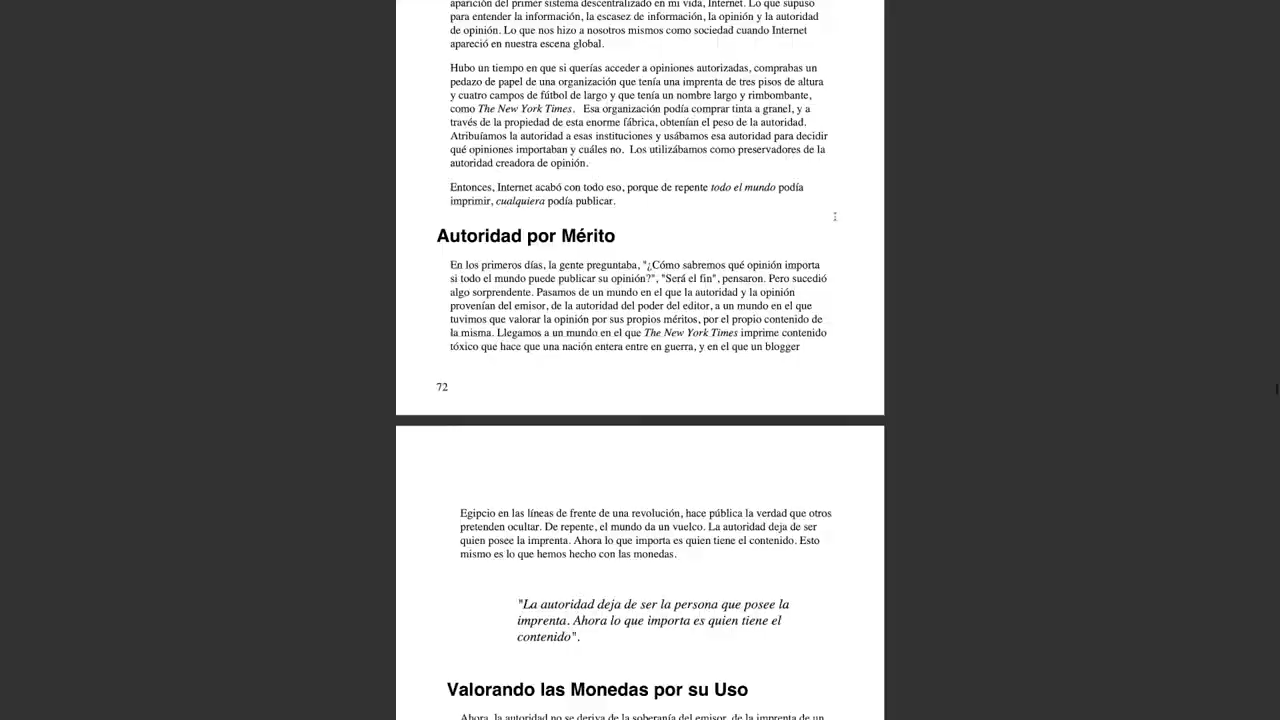 aparición del primer sistema descentralizado en mi vida, Internet. Lo que supuso
para entender la información, la escasez de información, la opinión y la autoridad
de opinión. Lo que nos hizo a nosotros mismos como sociedad cuando Internet
apareció en nuestra escena global.
Hubo un tiempo en que si querías acceder a opiniones autorizadas, comprabas un
pedazo de papel de una organización que tenía una imprenta de tres pisos de altura
y cuatro campos de fútbol de largo y que tenía un nombre largo y rimbombante,
como The New York Times. Esa organización podía comprar tinta a granel, y a
través de la propiedad de esta enorme fábrica, obtenían el peso de la autoridad.
Atribuíamos la autoridad a esas instituciones y usábamos esa autoridad para decidir
qué opiniones importaban y cuáles no. Los utilizábamos como preservadores de la
autoridad creadora de opinión.
Entonces, Internet acabó con todo eso, porque de repente todo el mundo podía
imprimir, cualquiera podía publicar.
Autoridad por Mérito
En los primeros días, la gente preguntaba, "¿Cómo sabremos qué opinión importa
si todo el mundo puede publicar su opinión?", "Será el fin", pensaron. Pero sucedió
algo sorprendente. Pasamos de un mundo en el que la autoridad y la opinión
provenían del emisor, de la autoridad del poder del editor, a un mundo en el que
tuvimos que valorar la opinión por sus propios méritos, por el propio contenido de
la misma. Llegamos a un mundo en el que The New York Times imprime contenido
tóxico que hace que una nación entera entre en guerra, y en el que un blogger
72
Egipcio en las líneas de frente de una revolución, hace pública la verdad que otros
pretenden ocultar. De repente, el mundo da un vuelco. La autoridad deja de ser
quien posee la imprenta. Ahora lo que importa es quien tiene el contenido. Esto
mismo es lo que hemos hecho con las monedas.
"La autoridad deja de ser la persona que posee la
imprenta. Ahora lo que importa es quien tiene el
contenido".
Valorando las Monedas por su Uso
Ahora, la autoridad no se deriva de la soberanía del emisor, de la imprenta de un